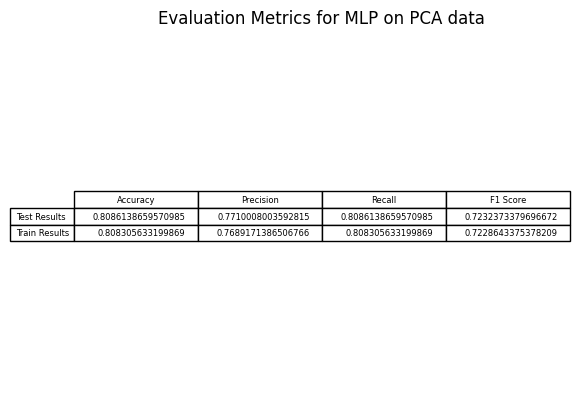 Evaluation Metrics for MLP on PCA data
Accuracy Precision Recall F1 Score
Test Results 0.8086138659570985 0.7710008003592815 0.8086138659570985 0.7232373379696672
Train Results 0.808305633199869 0.7689171386506766 0.808305633199869 0.7228643375378209